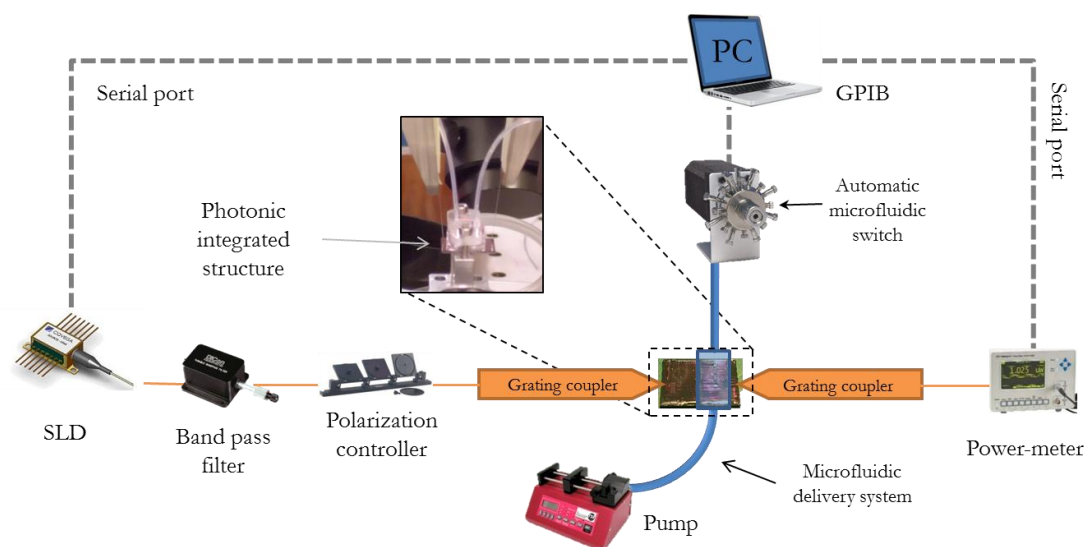 PC
Serial port
GPIB
Serial port
Automatic
microfluidic
switch
Photonic
integrated
structure
Grating coupler
Grating coupler
SLD
Band pass
filter
Polarization
controller
Power-meter
Microfluidic
delivery system
Pump